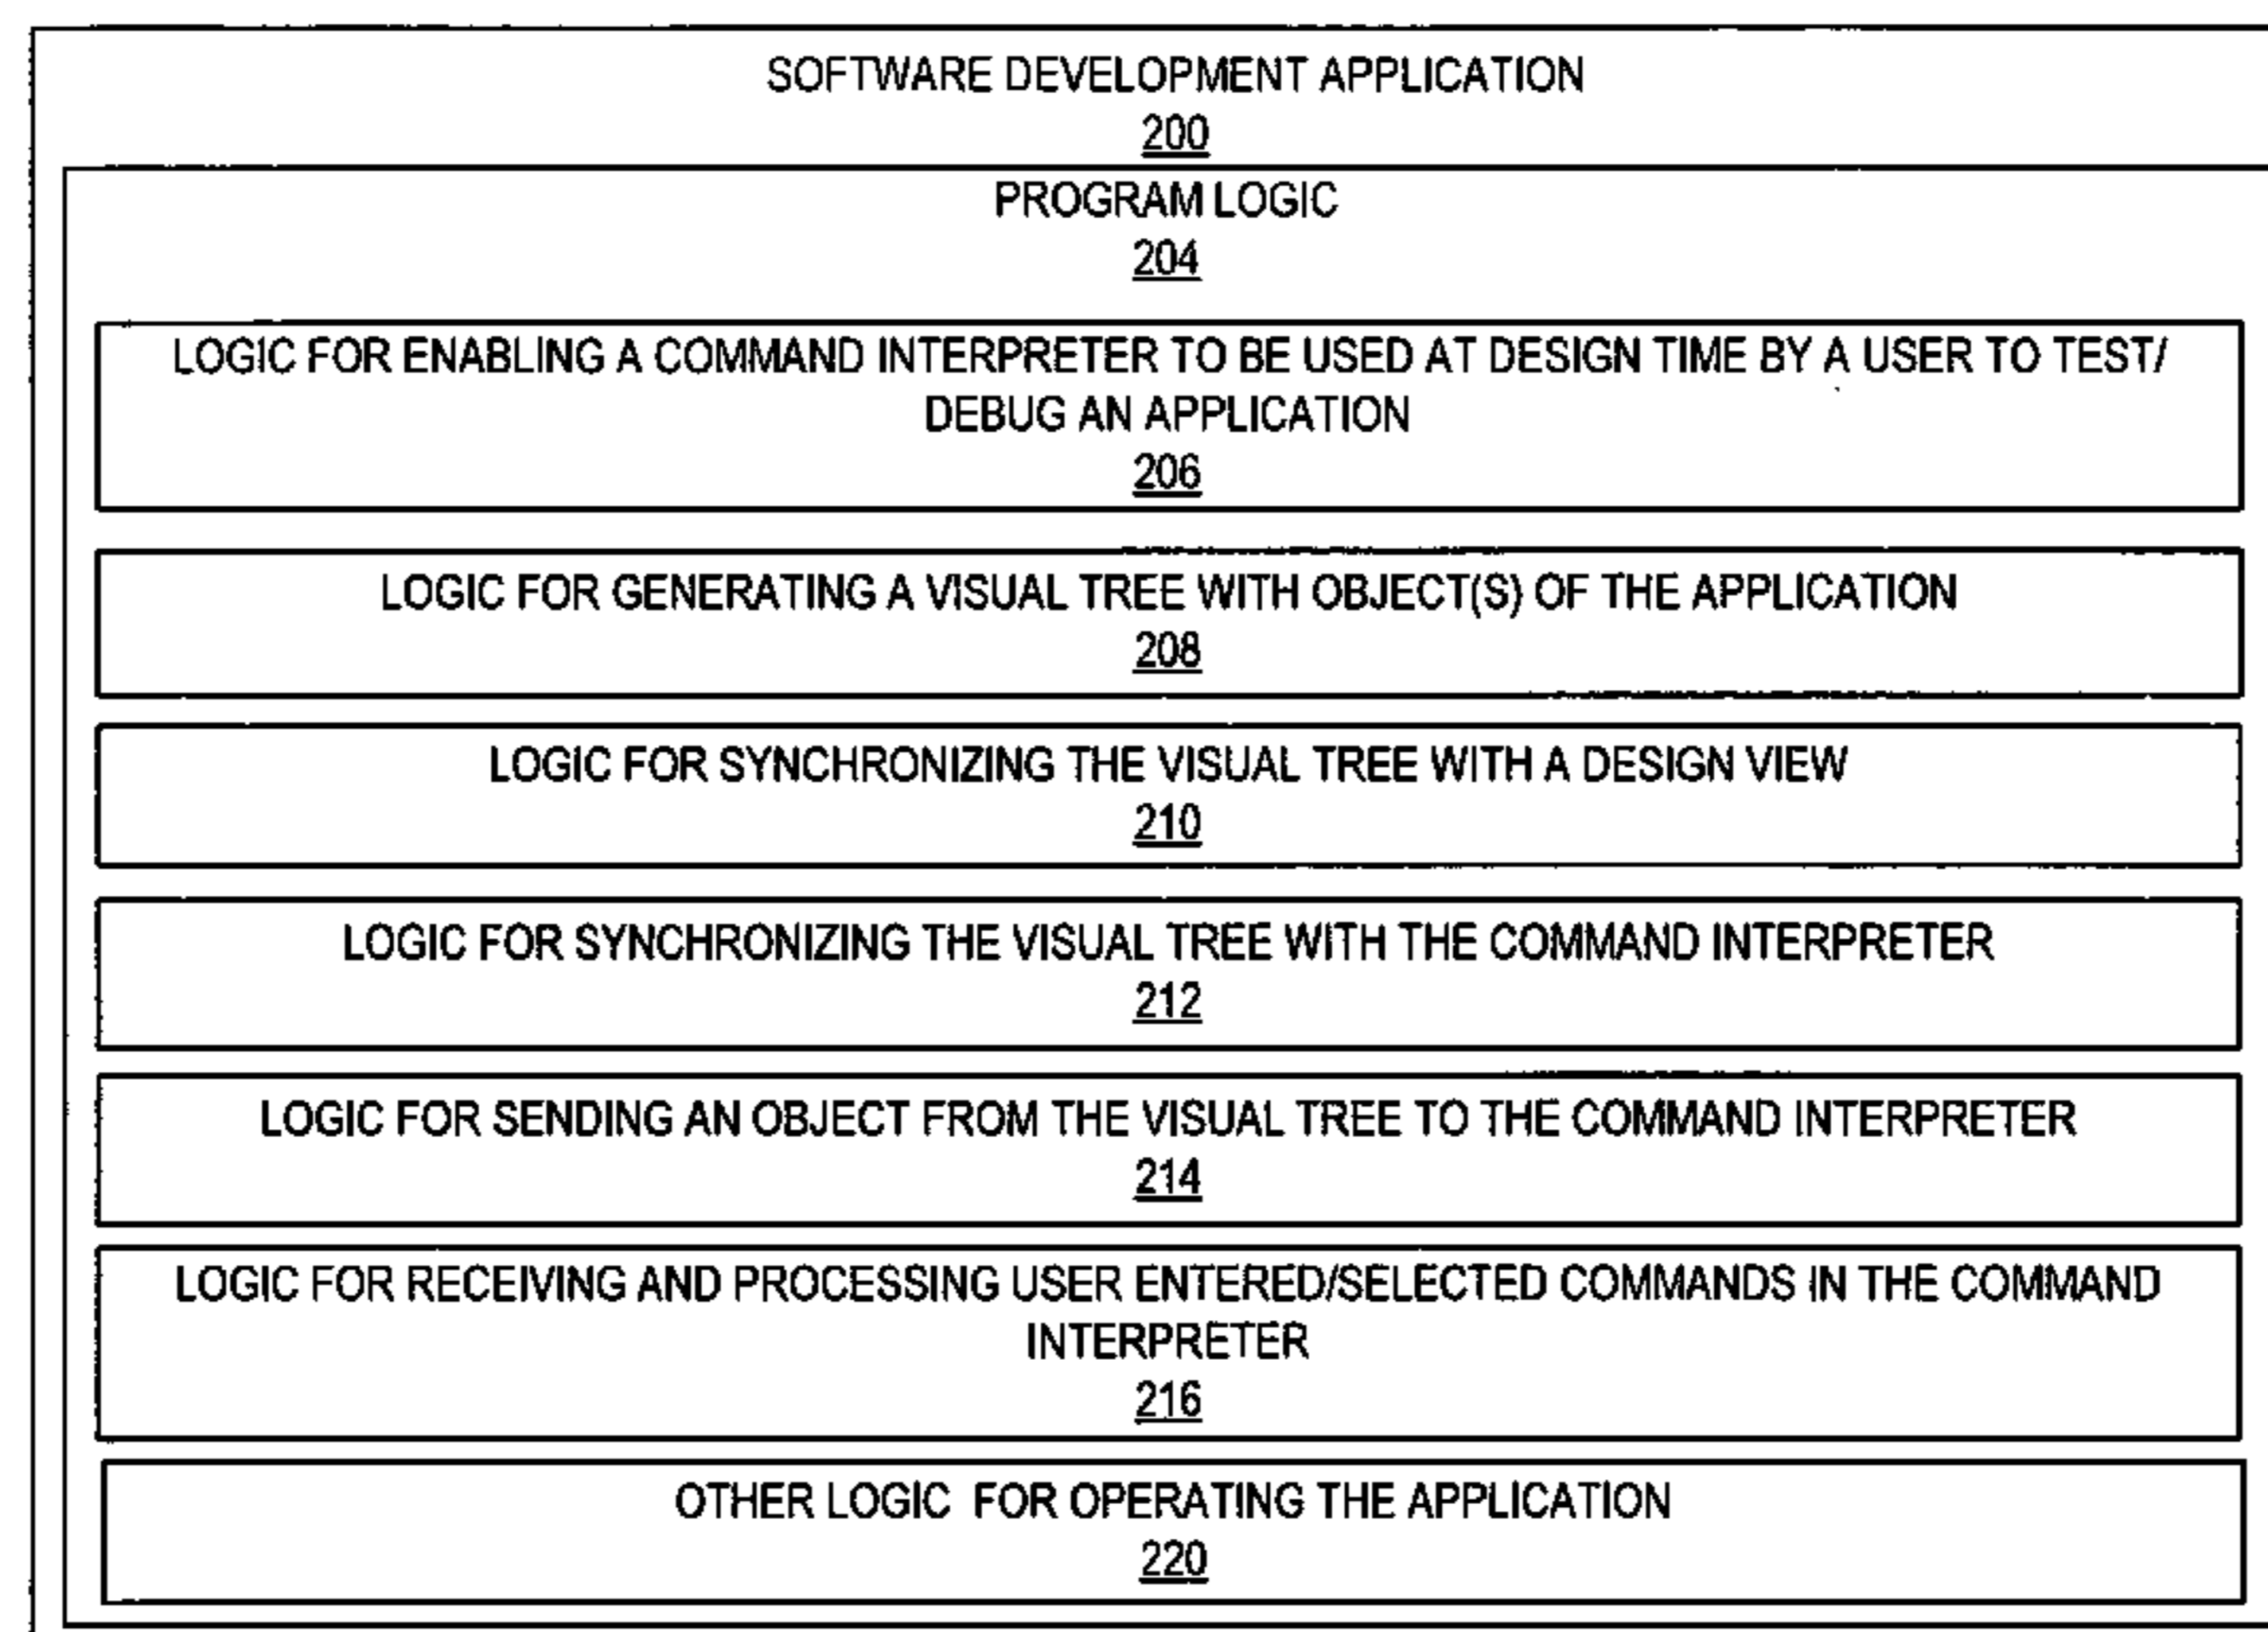 SOFTWARE DEVELOPMENT APPLICATION
200
PROGRAM LOGIC
204
LOGIC FOR ENABLING A COMMAND INTERPRETER TO BE USED AT DESIGN TIME BY A USER TO TEST/
DEBUG AN APPLICATION
206
LOGIC FOR GENERATING A VISUAL TREE WITH OBJECT(S) OF THE APPLICATION
208
LOGIC FOR SYNCHRONIZING THE VISUAL TREE WITH A DESIGN VIEW
210
LOGIC FOR SYNCHRONIZING THE VISUAL TREE WITH THE COMMAND INTERPRETER
212
LOGIC FOR SENDING AN OBJECT FROM THE VISUAL TREE TO THE COMMAND INTERPRETER
214
LOGIC FOR RECEIVING AND PROCESSING USER ENTERED/SELECTED COMMANDS IN THE COMMAND
INTERPRETER
216
OTHER LOGIC FOR OPERATING THE APPLICATION
220